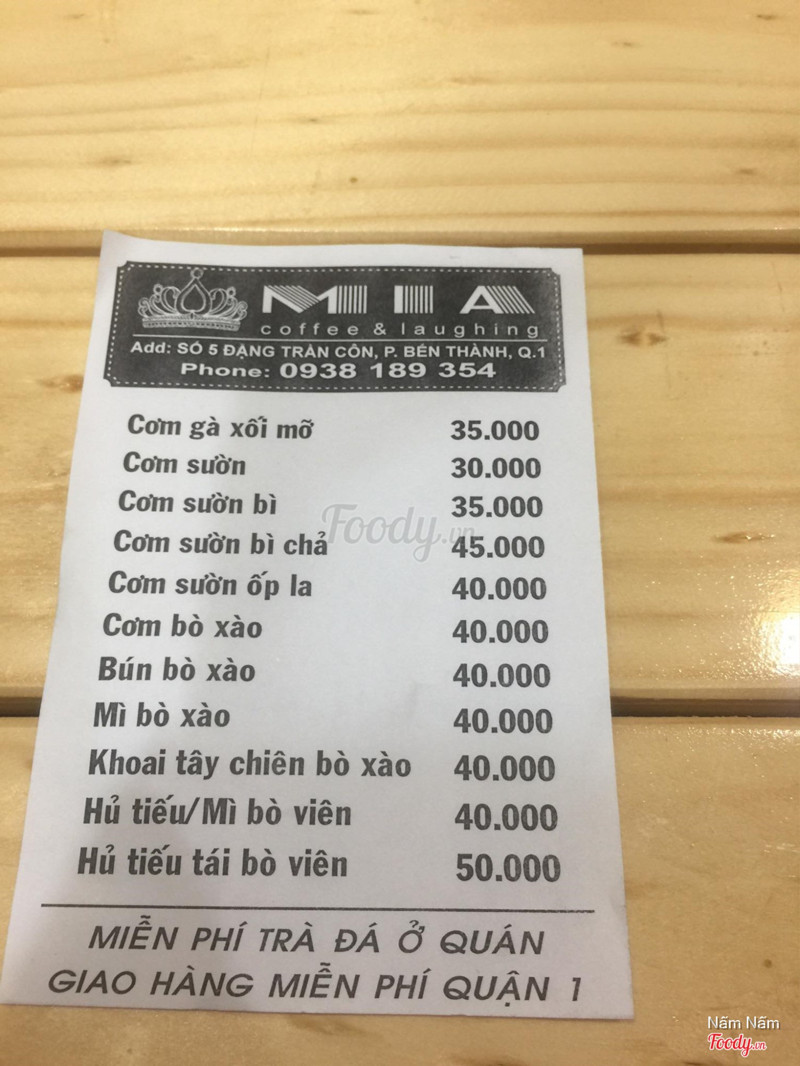 MIA
coffee & laughing
Add: SỐ 5 ĐẶNG TRẦN CÔN, P. BẾN THÀNH, Q.1
Phone: 0938 189 354
Cơm gà xối mỡ 35.000
Cơm sườn 30.000
Cơm sườn bì 35.000
Foody.vn
Cơm sườn bì chả 45.000
Cơm sườn ốp la 40.000
Cơm bò xào 40.000
Bún bò xào 40.000
Mì bò xào 40.000
Khoai tây chiên bò xào 40.000
Hủ tiếu/Mì bò viên 40.000
Hủ tiếu tái bò viên 50.000
MIỄN PHÍ TRÀ ĐÁ Ở QUÁN
GIAO HÀNG MIỄN PHÍ QUẬN 1
Nấm Nấm
Foody.vn